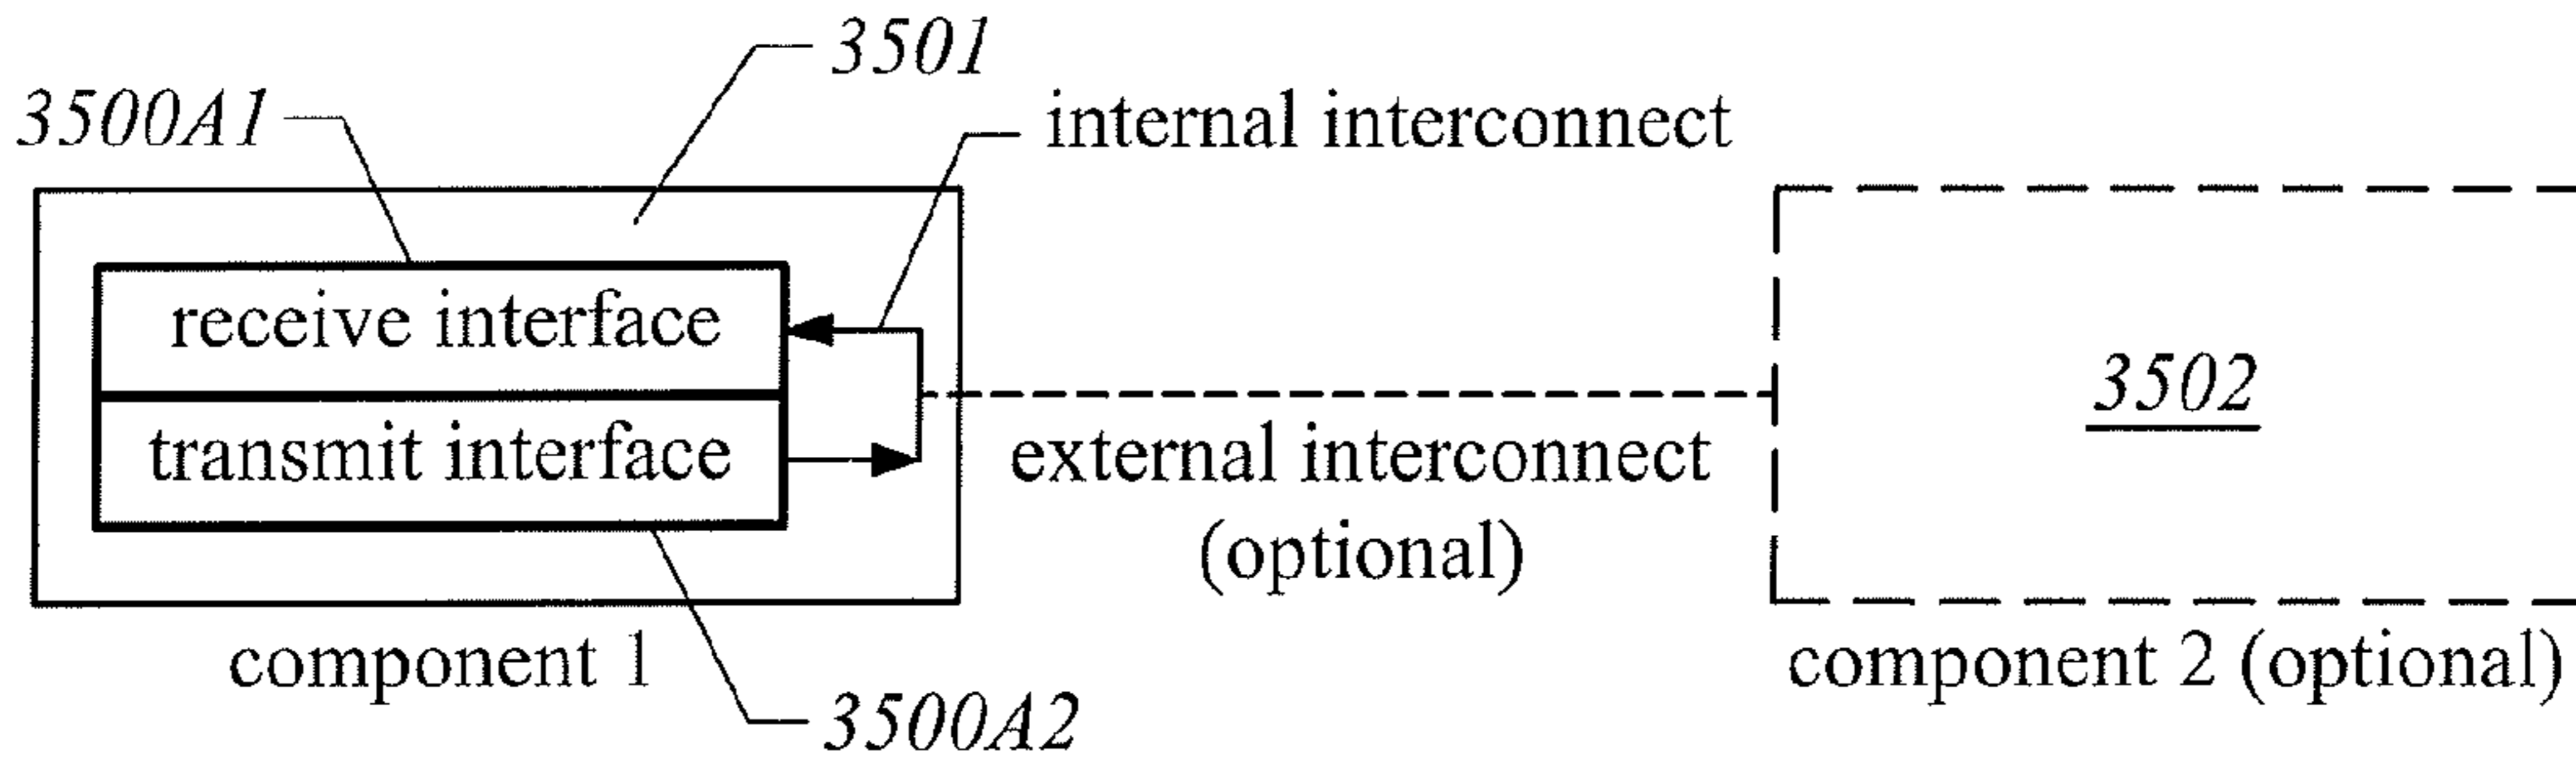 3501
3500A1
internal interconnect
receive interface
transmit interface
3502
external interconnect
(optional)
component 1
component 2 (optional)
3500A2